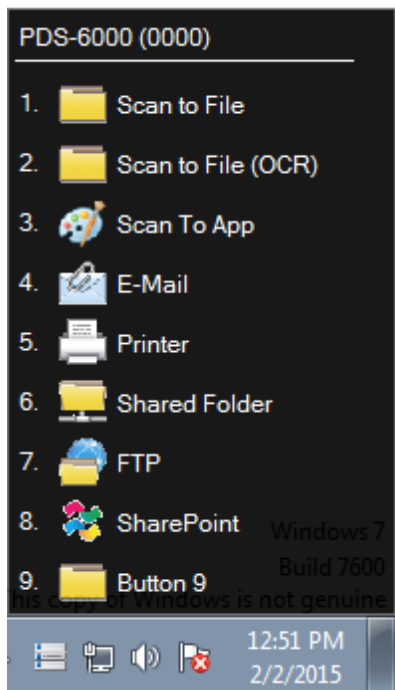 PDS-6000 (0000)
1. Scan to File
2. Scan to File (OCR)
3. Scan To App
4. E-Mail
5. Printer
6. Shared Folder
7. FTP
8. SharePoint
Windows 7
Build 7600
9. Button 9
This copy of Windows is not genuine
12:51 PM
2/2/2015